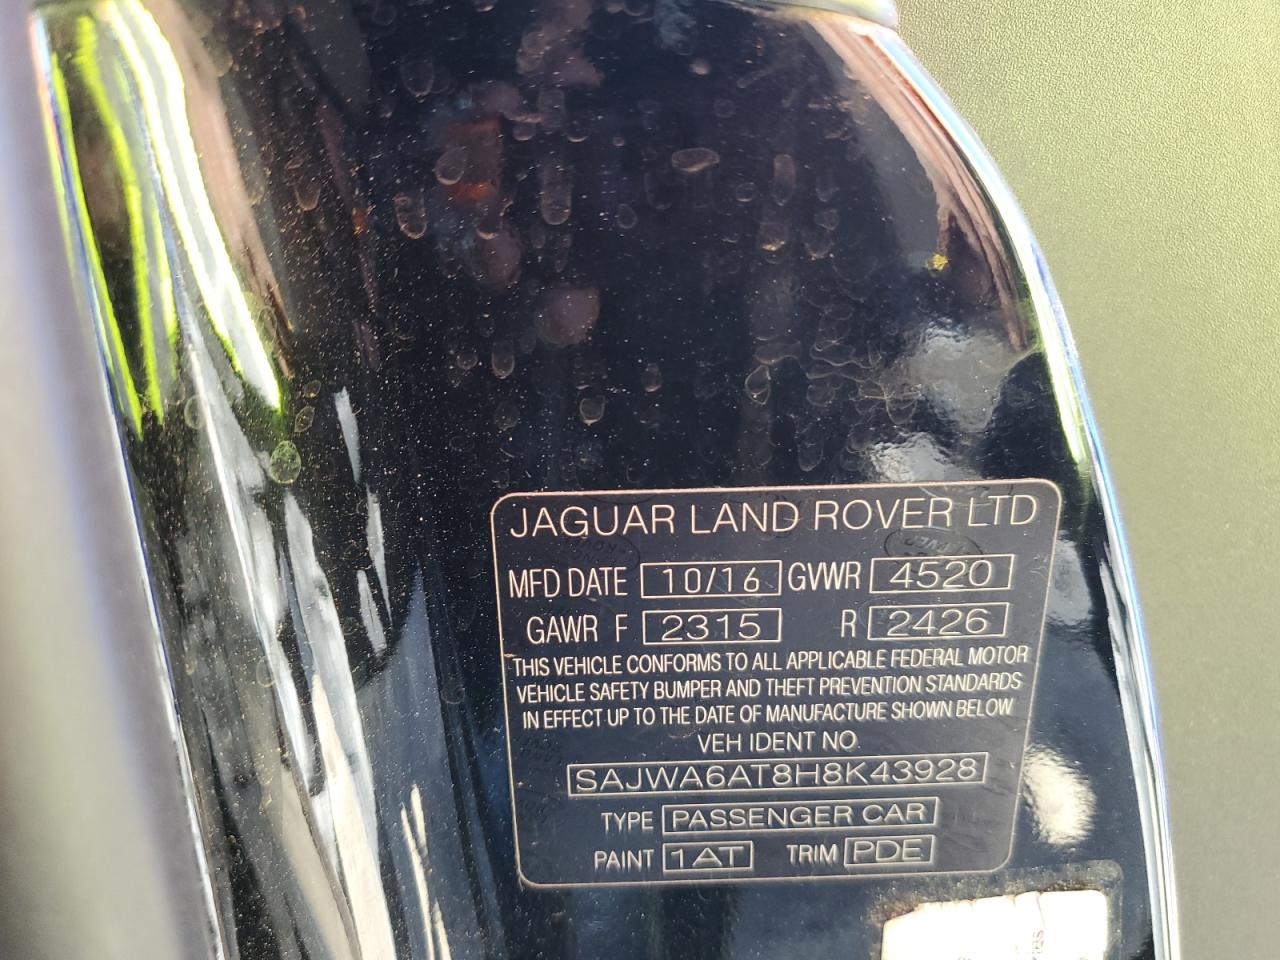 JAGUAR LAND ROVER LTD
MFD DATE 10/16 GVWR 4520
GAWR F 2315 R 2426
THIS VEHICLE CONFORMS TO ALL APPLICABLE FEDERAL MOTOR
VEHICLE SAFETY BUMPER AND THEFT PREVENTION STANDARDS
IN EFFECT UP TO THE DATE OF MANUFACTURE SHOWN BELOW
VEH IDENT NO
SAJWA6AT8H8K43928
TYPE PASSENGER CAR
PAINT 1AT TRIM PDE